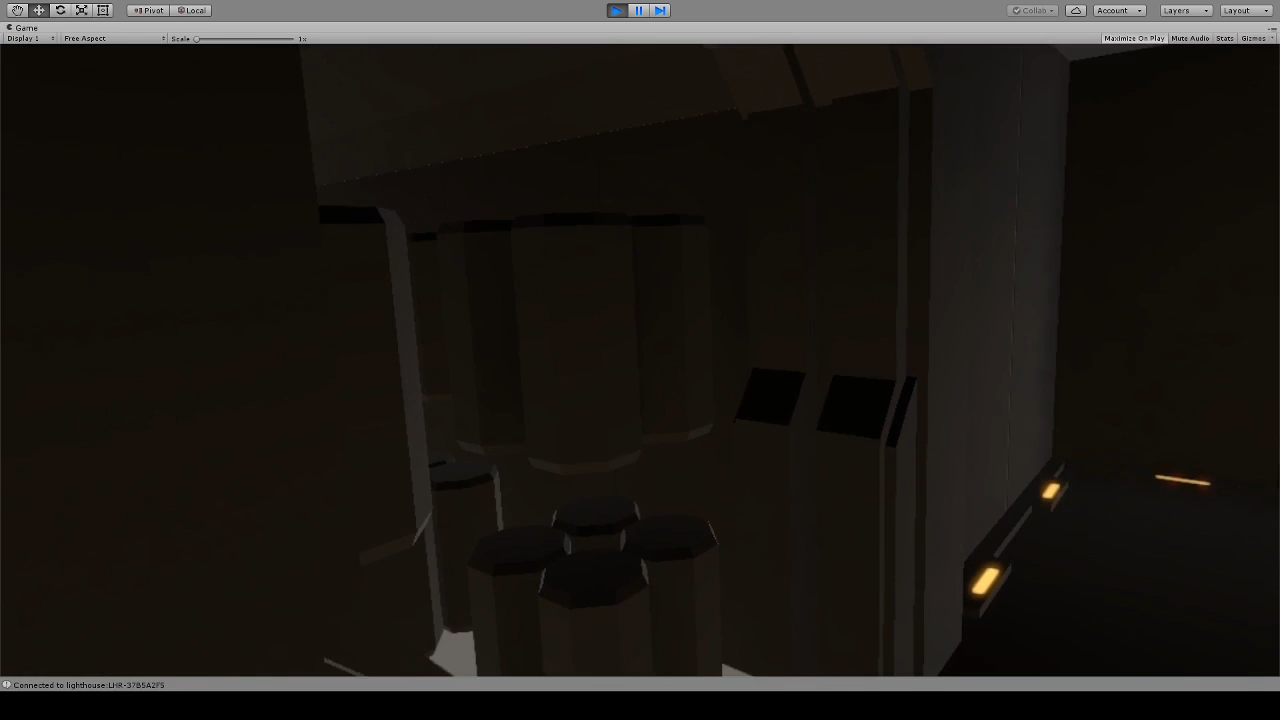 Pivot Local Collab Account Layers Layout
Game
Display 1 Free Aspect Scale 1x Maximize On Play Mute Audio Stats Gizmos
Connected to lighthouse:LHR-37B5A2F5